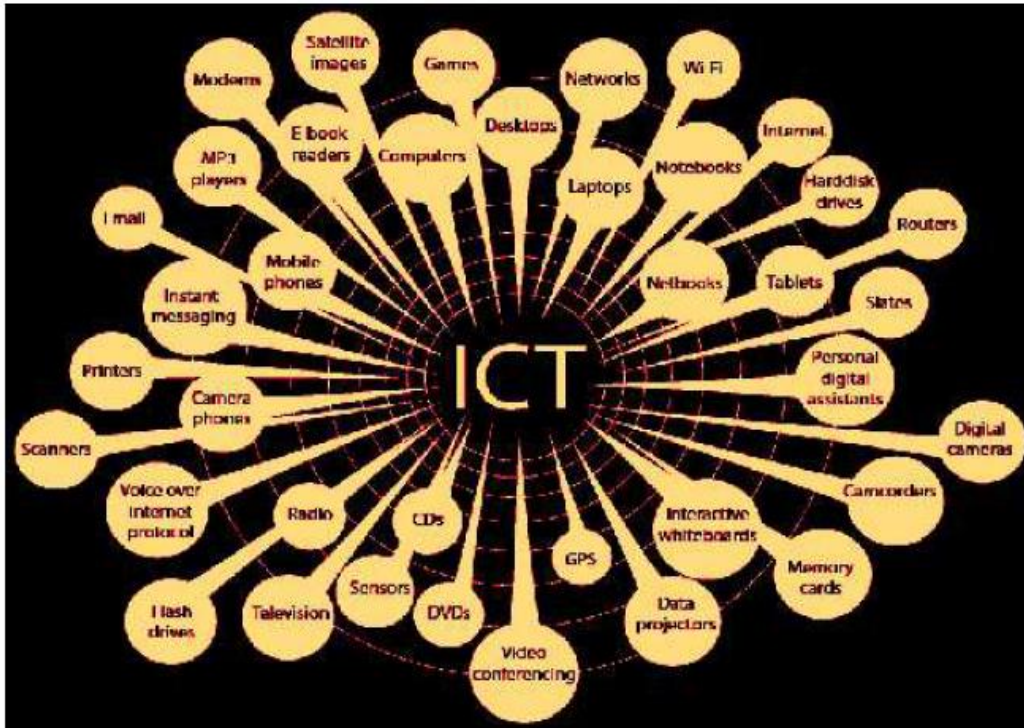 Satellite
images
Games
Modems
Networks
Wi Fi
E book
readers
Computers
Desktops
Internet
MP3
players
Laptops
Notebooks
Harddisk
drives
E mail
Mobile
phones
Netbooks
Tablets
Routers
Instant
messaging
Slates
ICT
Printers
Camera
phones
Personal
digital
assistants
Scanners
Digital
cameras
Voice over
internet
protocol
Radio
CDs
Interactive
whiteboards
Camcorders
GPS
Memory
cards
Flash
drives
Television
Sensors
DVDs
Data
projectors
Video
conferencing